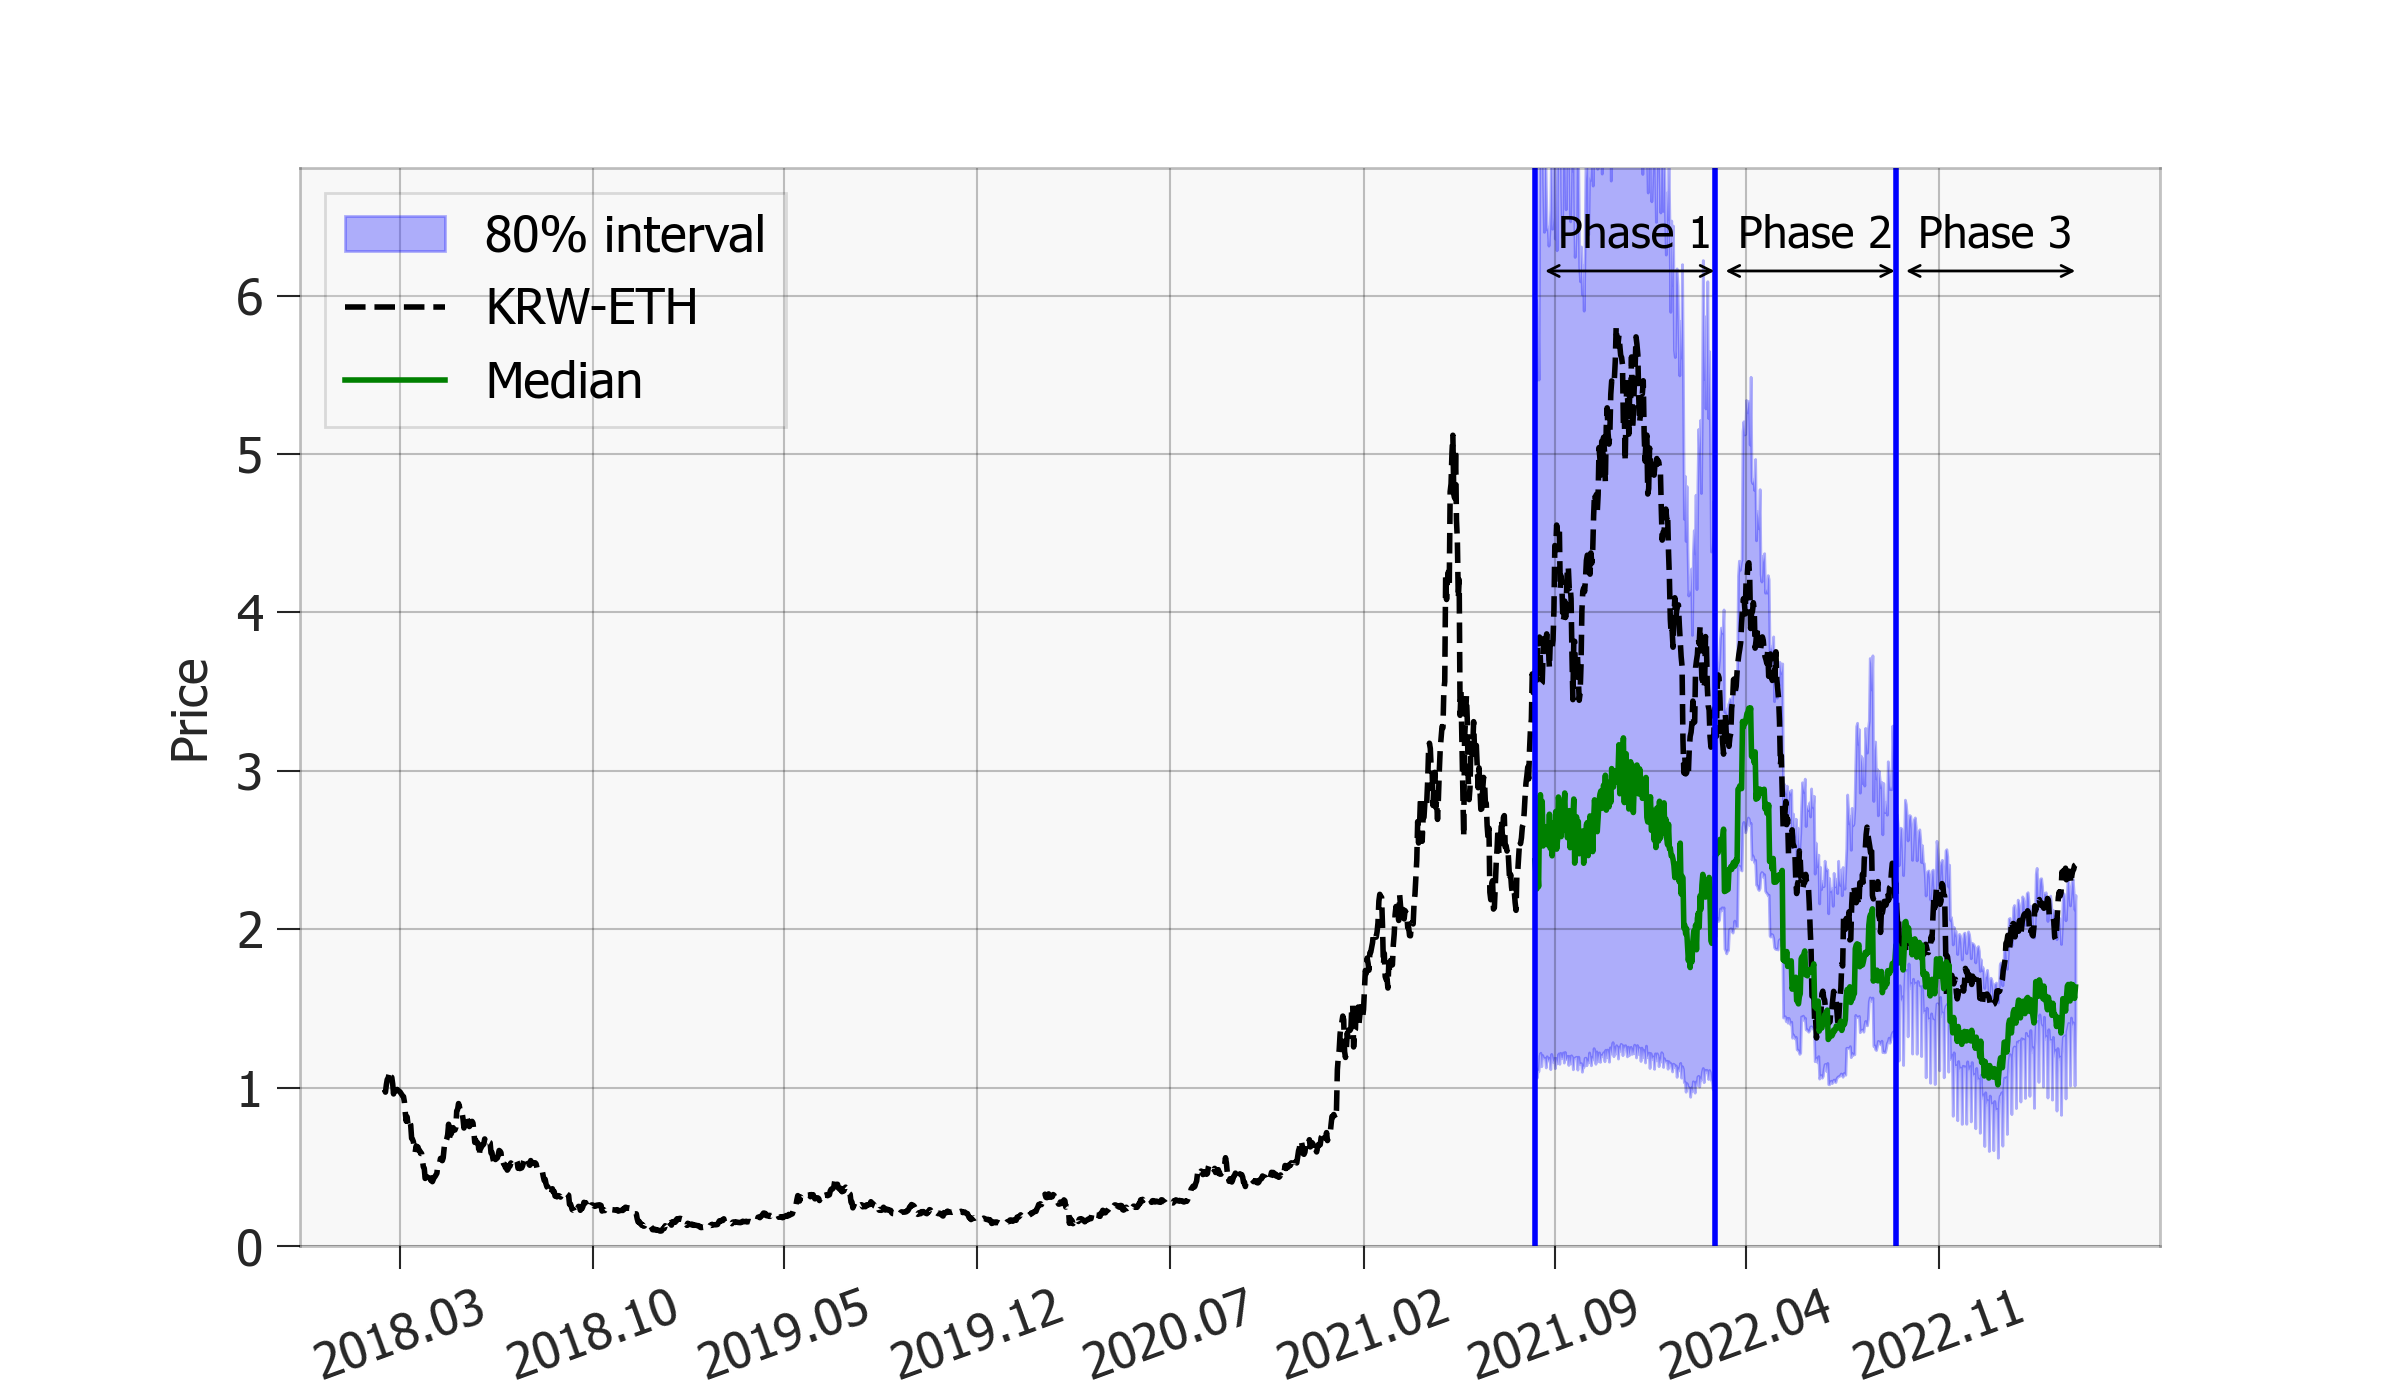 80% interval
KRW-ETH
Median
Phase 1
Phase 2
Phase 3
Price
6
5
4
3
2
1
0
2018.03
2018.10
2019.05
2019.12
2020.07
2021.02
2021.09
2022.04
2022.11